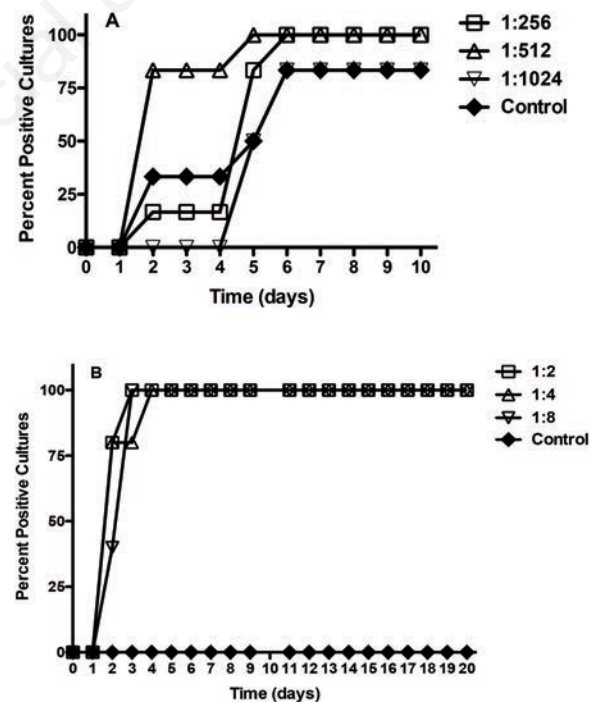 A
1:256
1:512
1:1024
Control
Percent Positive Cultures
100
75
50
25
0
0 1 2 3 4 5 6 7 8 9 10
Time (days)
B
1:2
1:4
1:8
Control
Percent Positive Cultures
100
75
50
25
0
0 1 2 3 4 5 6 7 8 9 10 11 12 13 14 15 16 17 18 19 20
Time (days)